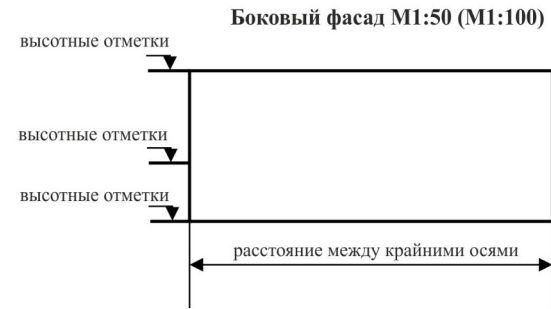 Боковый фасад М1:50 (М1:100)
высотные отметки
высотные отметки
высотные отметки
расстояние между крайними осями